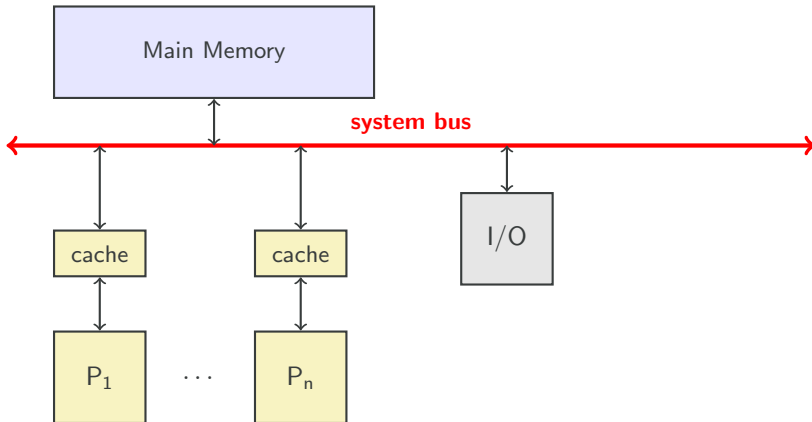 Main Memory
system bus
I/O
cache
cache
P₁
...
Pₙ